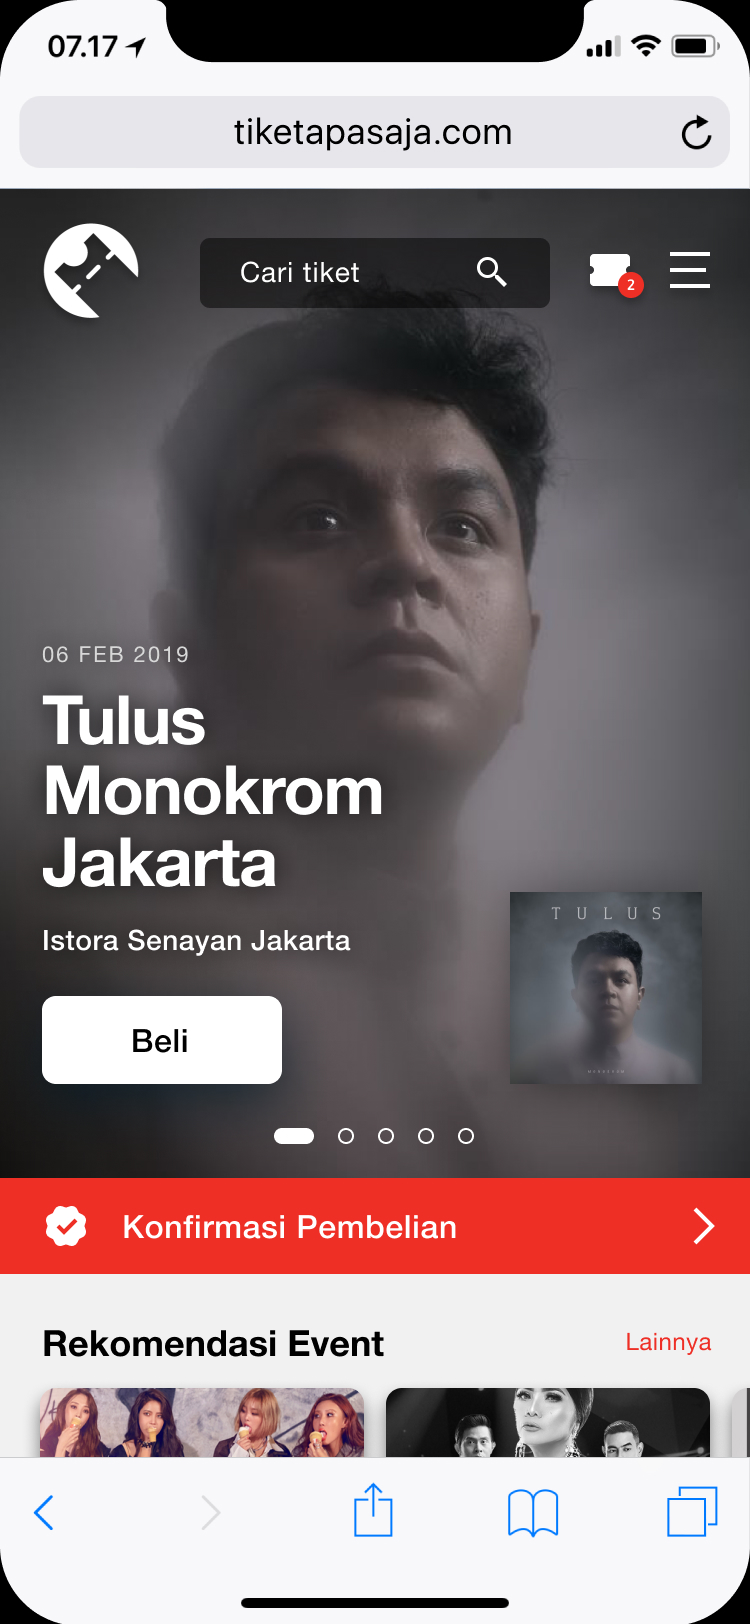 07.17
tiketapasaja.com
Cari tiket
2
06 FEB 2019
Tulus
Monokrom
Jakarta
Istora Senayan Jakarta
TULUS
Beli
Konfirmasi Pembelian
Rekomendasi Event
Lainnya